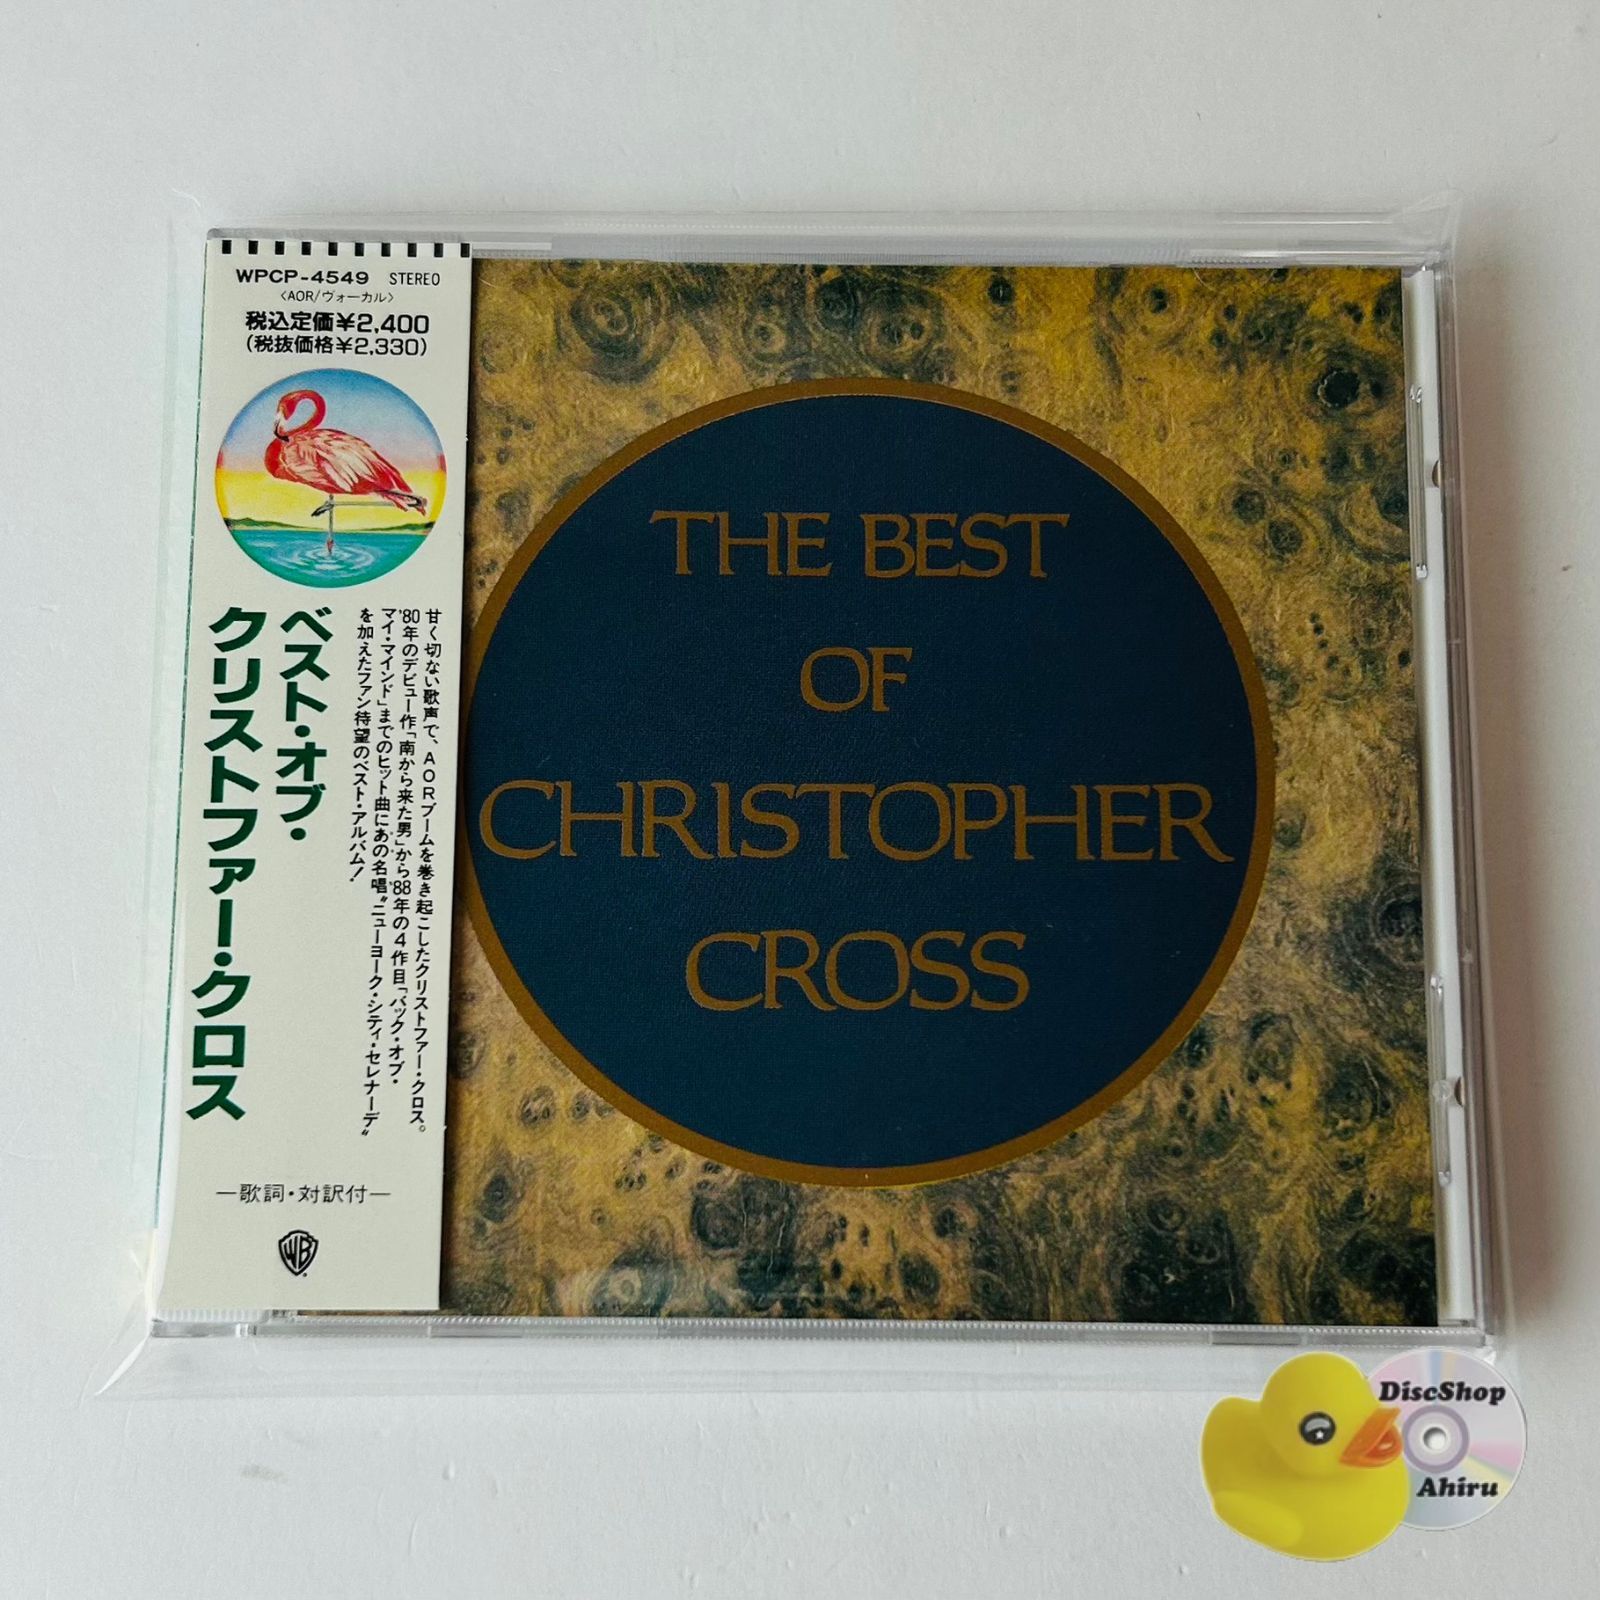 WPCP-4549 STEREO
〈AOR/ヴォーカル〉
税込定価¥2,400
(税抜価格¥2,330)
ベスト・オブ・
クリストファー・クロス
甘く切ない歌声で、AORブームを巻き起こしたクリストファー・クロス。
'80年のデビュー作「南から来た男」から'88年の4作目「バック・オブ・
マイ・マインド」までのヒット曲にあの名唱〝ニューヨーク・シティ・セレナーデ〟
を加えたファン待望のベスト・アルバム!
—歌詞・対訳付—
WB
THE BEST
OF
CHRISTOPHER
CROSS
DiscShop
Ahiru